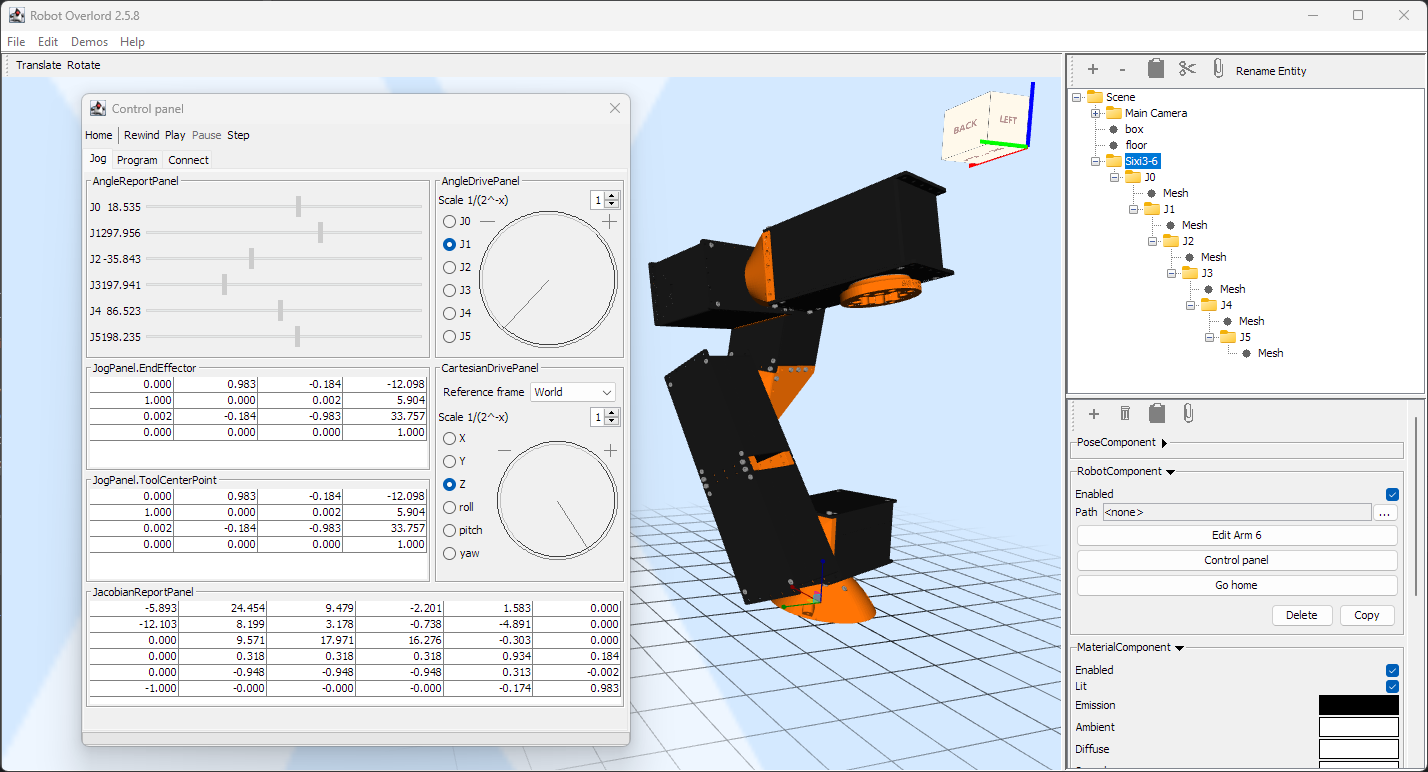 Robot Overlord 2.5.8
File Edit Demos Help
Translate Rotate
Control panel
Home Rewind Play Pause Step
Jog Program Connect
AngleReportPanel
J0 18.535
J1297.956
J2-35.843
J3197.941
J4 86.523
J5198.235
AngleDrivePanel
Scale 1/(2^-x) 1
J0
J1
J2
J3
J4
J5
JogPanel.EndEffector
0.000 0.983 -0.184 -12.098
1.000 0.000 0.002 5.904
0.002 -0.184 -0.983 33.757
0.000 0.000 0.000 1.000
JogPanel.ToolCenterPoint
0.000 0.983 -0.184 -12.098
1.000 0.000 0.002 5.904
0.002 -0.184 -0.983 33.757
0.000 0.000 0.000 1.000
CartesianDrivePanel
Reference frame World
Scale 1/(2^-x) 1
X
Y
Z
roll
pitch
yaw
JacobianReportPanel
-5.893 24.454 9.479 -2.201 1.583 0.000
-12.103 8.199 3.178 -0.738 -4.891 0.000
0.000 9.571 17.971 16.276 -0.303 0.000
0.000 0.318 0.318 0.318 0.934 0.184
0.000 -0.948 -0.948 -0.948 0.313 -0.002
-1.000 -0.000 -0.000 -0.000 -0.174 0.983
BACK LEFT
+ - Rename Entity
Scene
Main Camera
box
floor
Sixi3-6
J0
Mesh
J1
Mesh
J2
Mesh
J3
Mesh
J4
Mesh
J5
Mesh
PoseComponent
RobotComponent
Enabled
Path <none> ...
Edit Arm 6
Control panel
Go home
Delete Copy
MaterialComponent
Enabled
Lit
Emission
Ambient
Diffuse